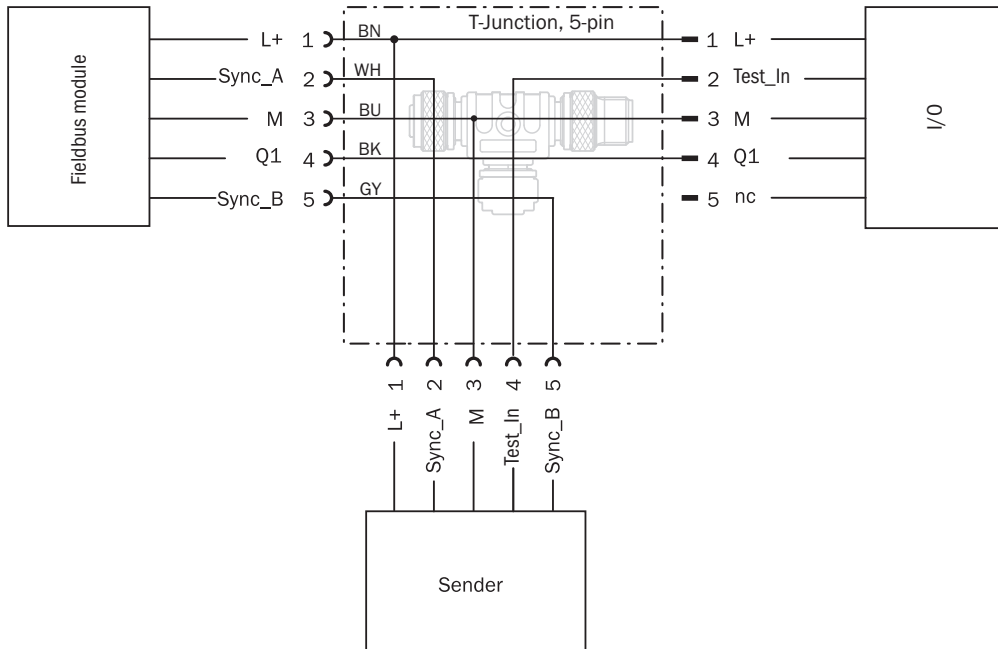 T-Junction, 5-pin
Fieldbus module
L+ 1 BN
Sync_A 2 WH
M 3 BU
Q1 4 BK
Sync_B 5 GY
1 L+
2 Test_In
3 M
4 Q1
5 nc
I/O
1 2 3 4 5
L+ Sync_A M Test_In Sync_B
Sender